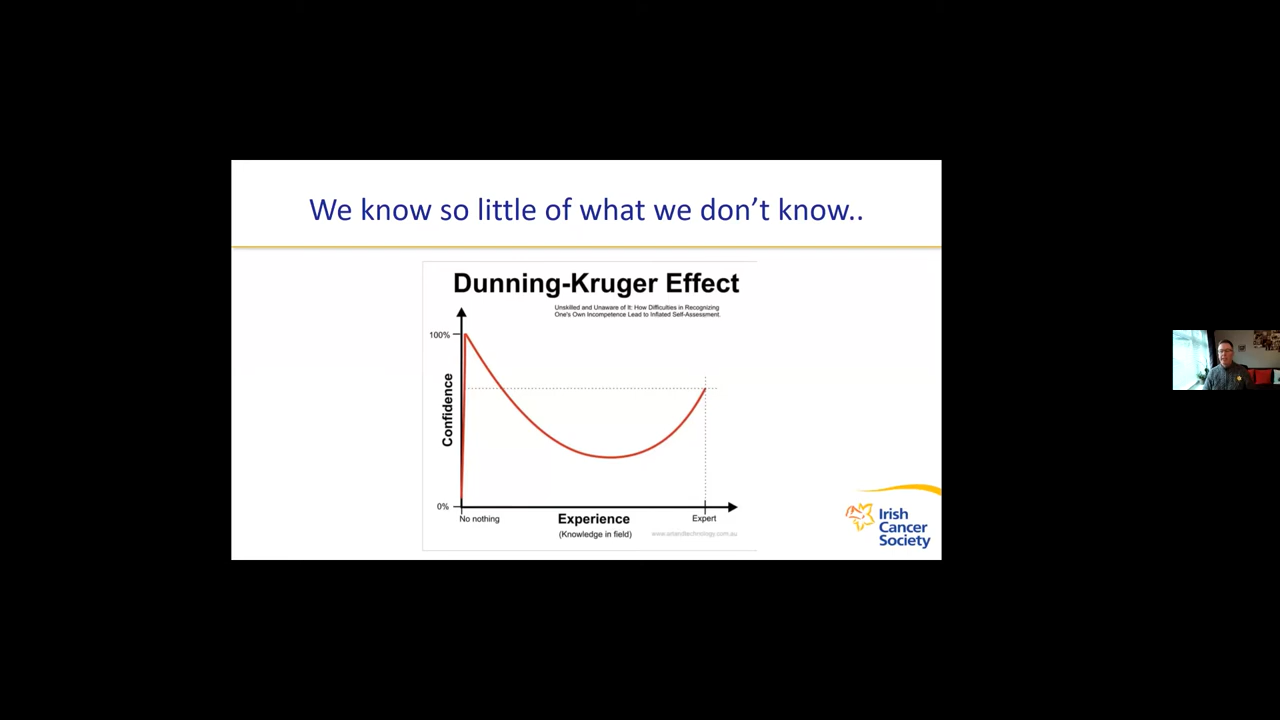 We know so little of what we don't know..
Dunning-Kruger Effect
Unskilled and Unaware of It: How Difficulties in Recognizing
One's Own Incompetence Lead to Inflated Self-Assessment.
100%
Confidence
0%
No nothing
Experience
Expert
(Knowledge in field)
Irish
Cancer
Society